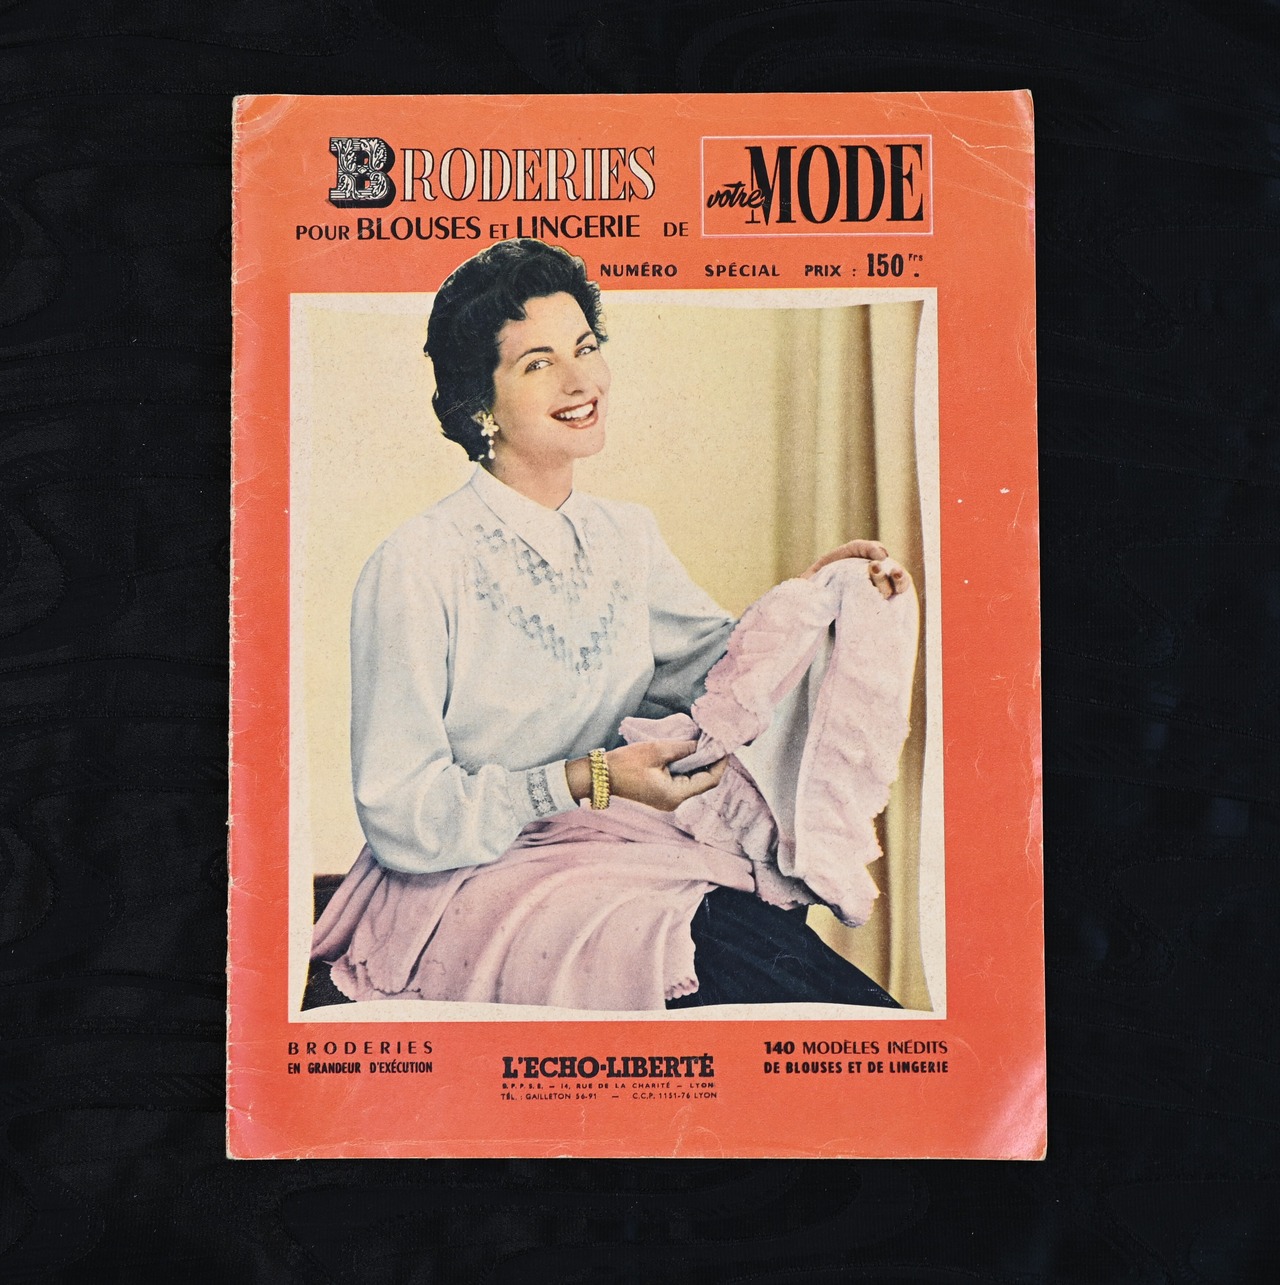 BRODERIES
POUR BLOUSES ET LINGERIE DE
votre MODE
NUMÉRO SPÉCIAL PRIX : 150 Frs.
BRODERIES
EN GRANDEUR D'EXÉCUTION
L'ECHO-LIBERTÉ
14, RUE DE LA CHARITÉ — LYON
TÉL. : GAILLETON 56-91 — C.C.P. 1151-76 LYON
140 MODÈLES INÉDITS
DE BLOUSES ET DE LINGERIE